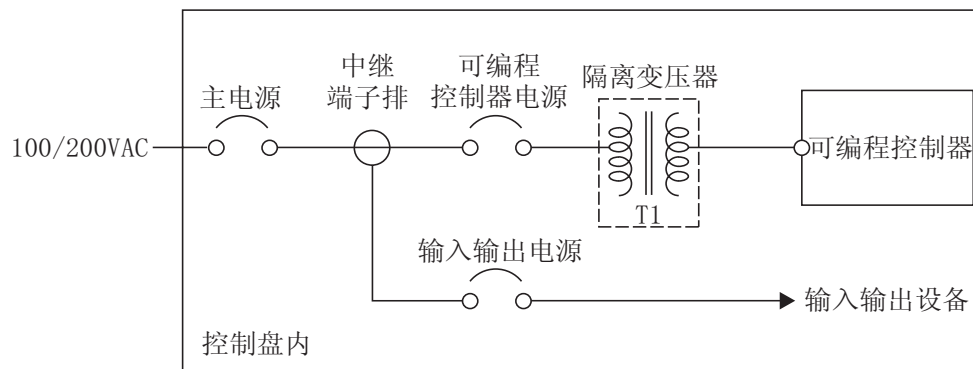 中继
端子排
可编程
控制器电源
隔离变压器
主电源
100/200VAC
可编程控制器
T1
输入输出电源
输入输出设备
控制盘内